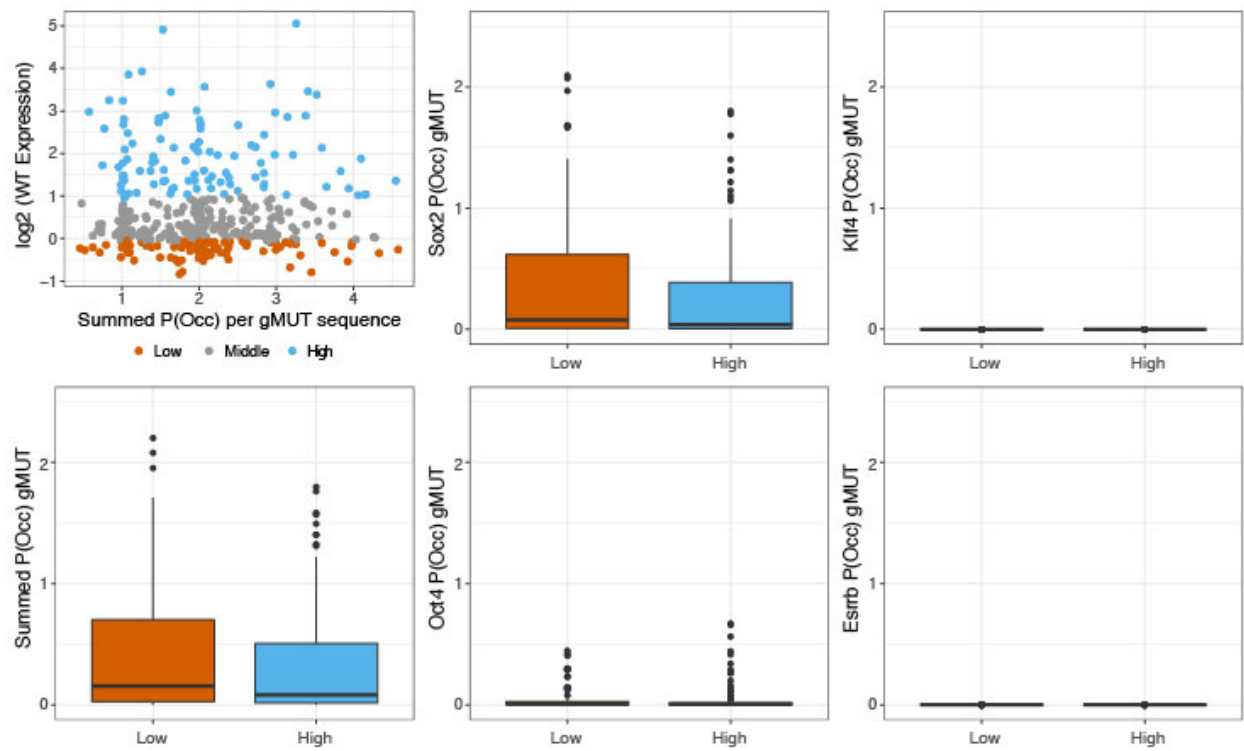 log2 (WT Expression)
5
4
3
2
1
0
−1
1 2 3 4
Summed P(Occ) per gMUT sequence
Low Middle High
Sox2 P(Occ) gMUT
2
1
0
Low High
Klf4 P(Occ) gMUT
2
1
0
Low High
Summed P(Occ) gMUT
2
1
0
Low High
Oct4 P(Occ) gMUT
2
1
0
Low High
Esrrb P(Occ) gMUT
2
1
0
Low High